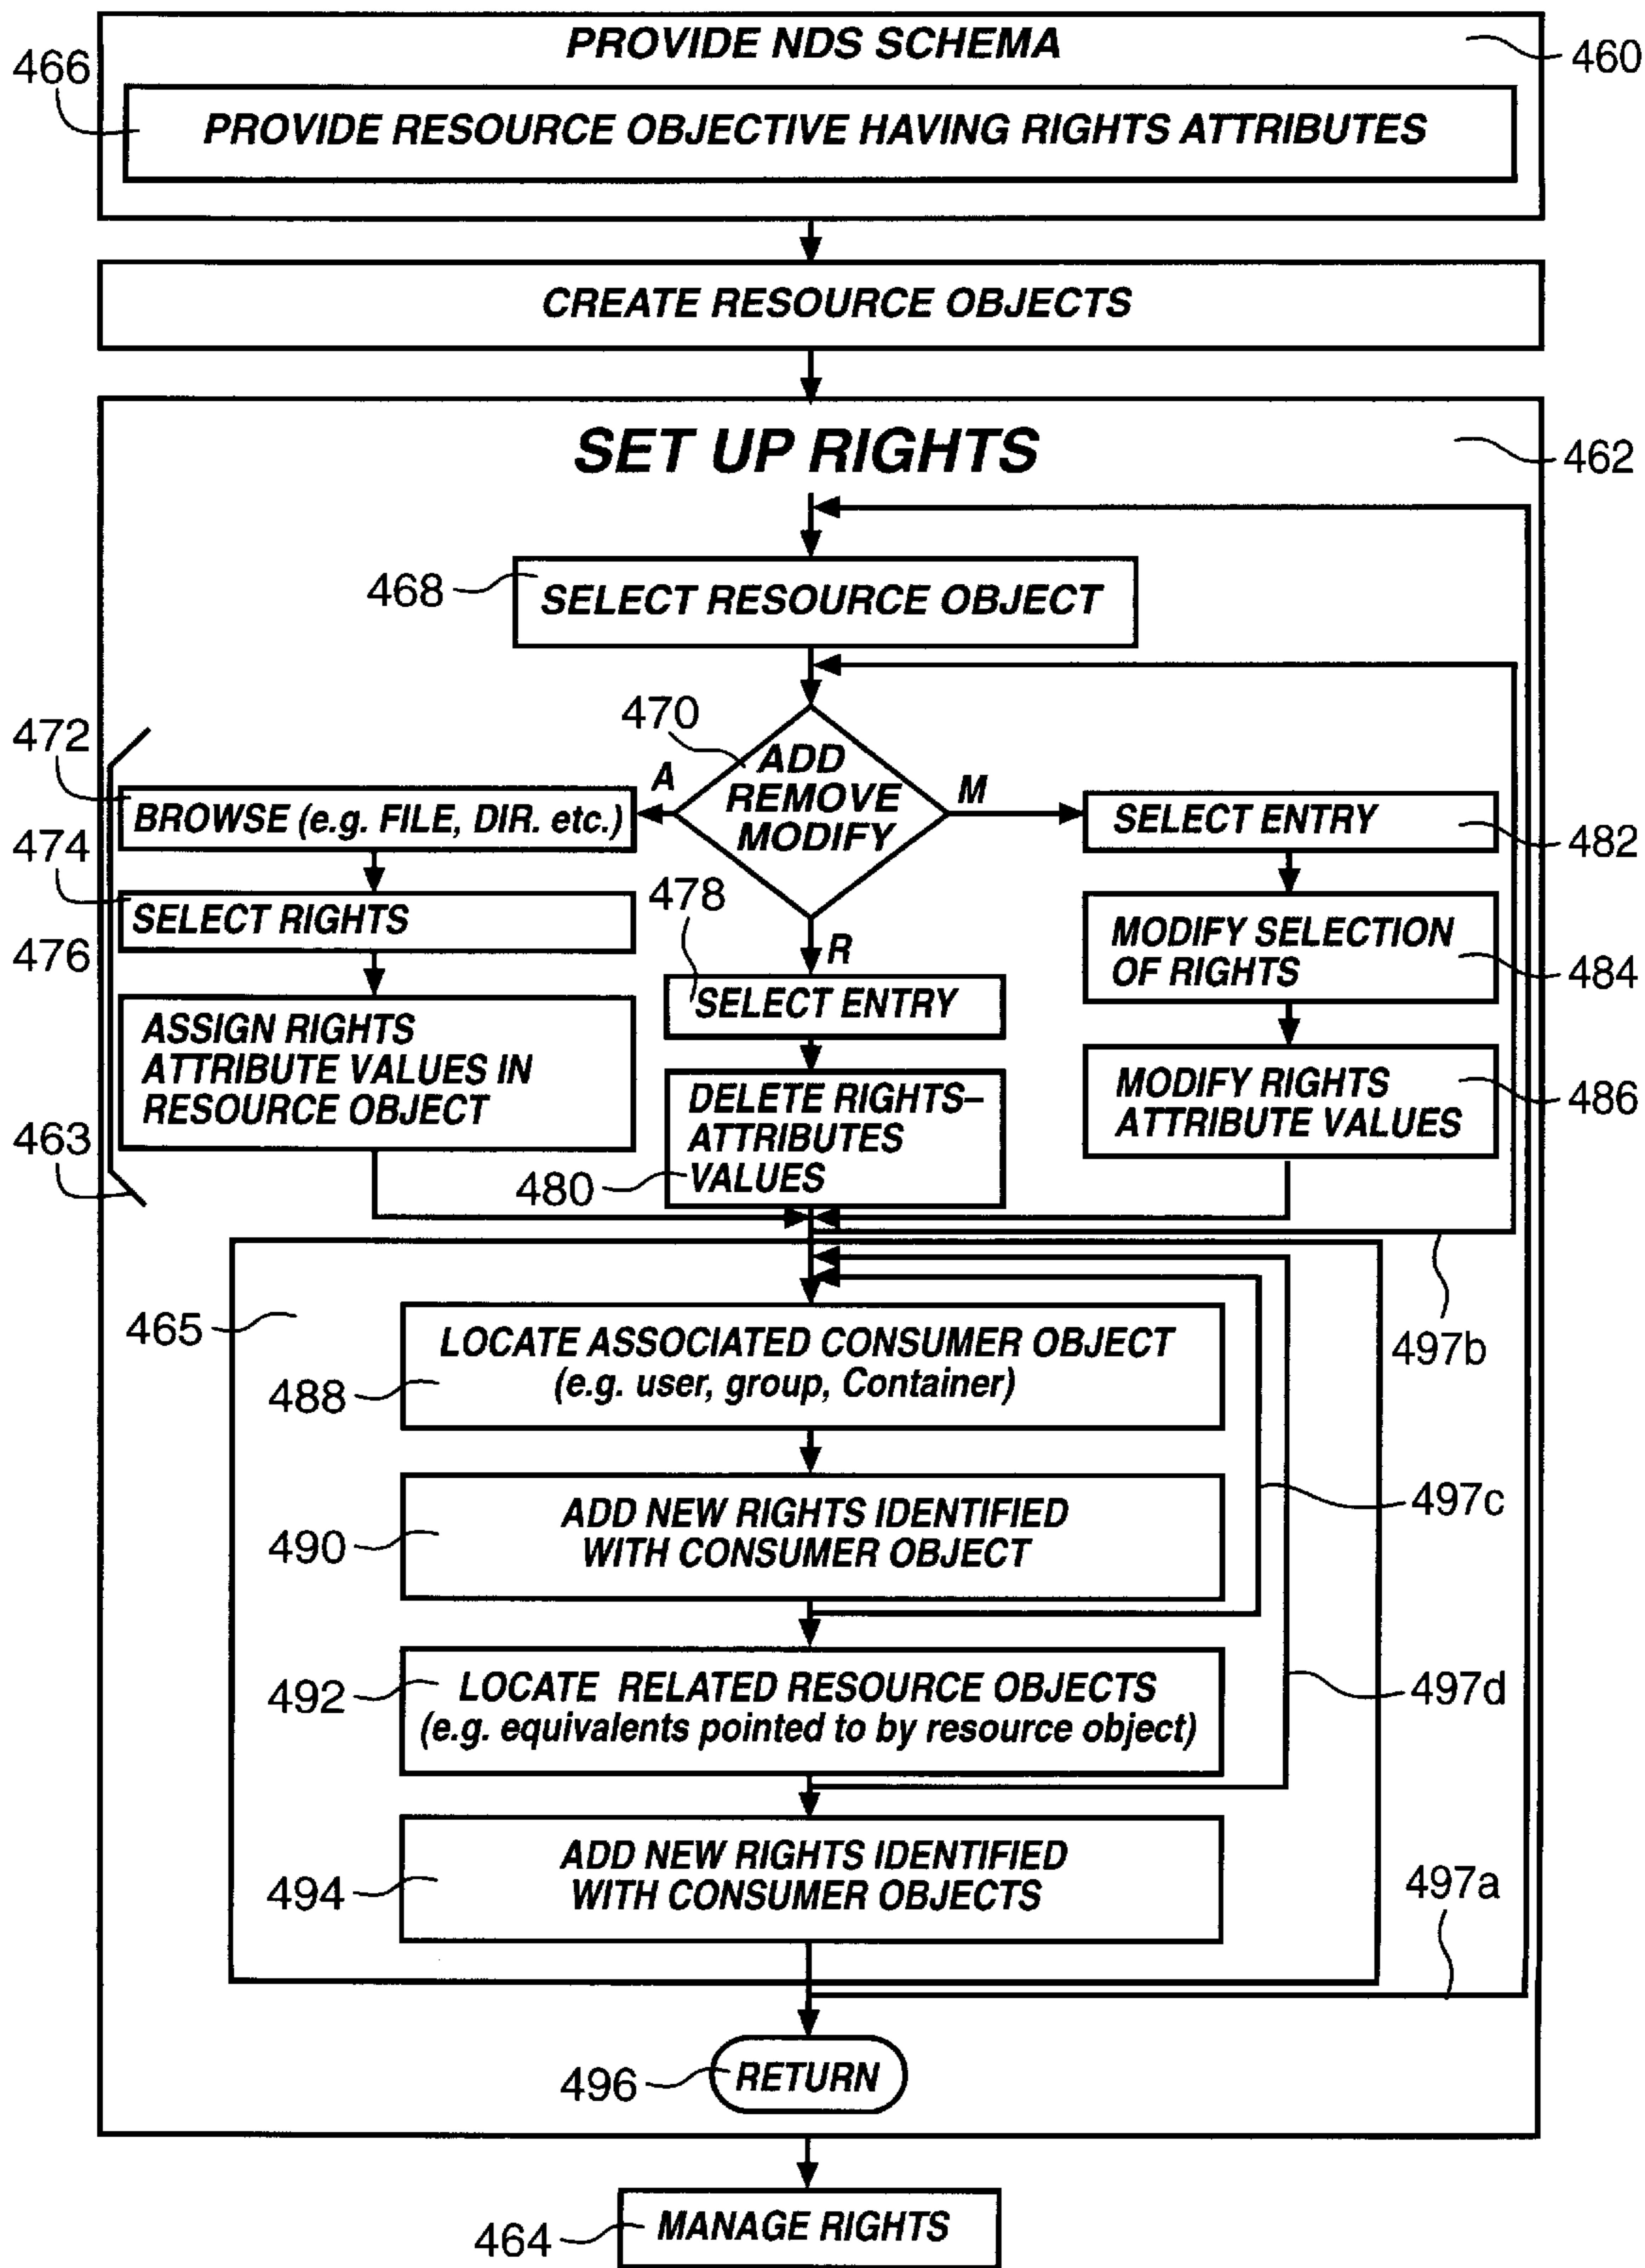 PROVIDE NDS SCHEMA
460
466
PROVIDE RESOURCE OBJECTIVE HAVING RIGHTS ATTRIBUTES
CREATE RESOURCE OBJECTS
SET UP RIGHTS
462
468
SELECT RESOURCE OBJECT
470
ADD
REMOVE
MODIFY
A
M
R
472
BROWSE (e.g. FILE, DIR. etc.)
474
SELECT RIGHTS
476
ASSIGN RIGHTS
ATTRIBUTE VALUES IN
RESOURCE OBJECT
463
478
SELECT ENTRY
DELETE RIGHTS–
ATTRIBUTES
VALUES
480
SELECT ENTRY
482
MODIFY SELECTION
OF RIGHTS
484
MODIFY RIGHTS
ATTRIBUTE VALUES
486
497b
465
LOCATE ASSOCIATED CONSUMER OBJECT
(e.g. user, group, Container)
488
ADD NEW RIGHTS IDENTIFIED
WITH CONSUMER OBJECT
490
497c
LOCATE RELATED RESOURCE OBJECTS
(e.g. equivalents pointed to by resource object)
492
497d
ADD NEW RIGHTS IDENTIFIED
WITH CONSUMER OBJECTS
494
497a
RETURN
496
MANAGE RIGHTS
464